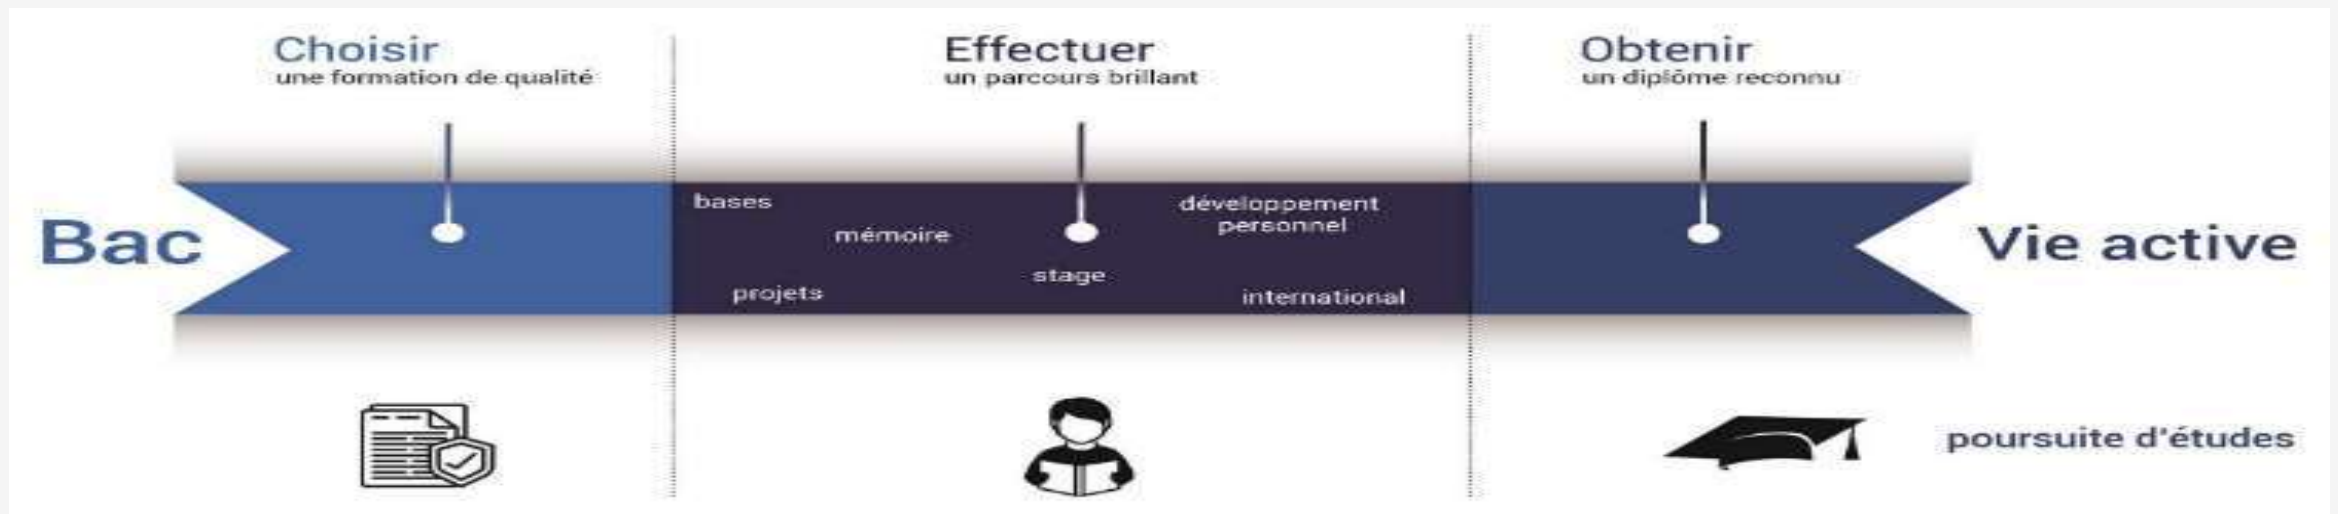 Choisir
une formation de qualité
Effectuer
un parcours brillant
Obtenir
un diplôme reconnu
Bac
bases
mémoire
projets
stage
développement
personnel
international
Vie active
poursuite d'études